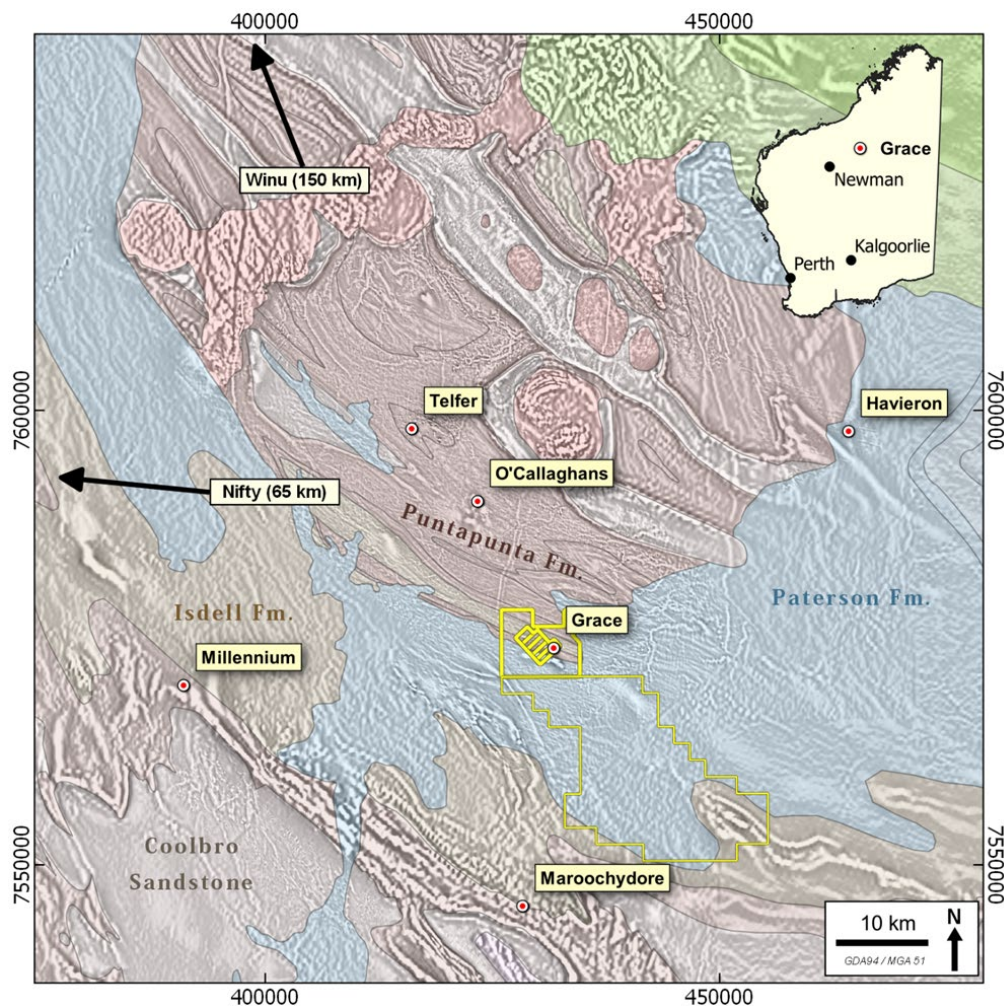 400000
450000
Grace
Newman
Kalgoorlie
Perth
Winu (150 km)
7600000
7600000
Telfer
Havieron
O'Callaghans
Nifty (65 km)
Puntapunta Fm.
Isdell Fm.
Paterson Fm.
Grace
Millennium
Coolbro
Sandstone
7550000
7550000
Maroochydore
10 km
N
GDA94 / MGA 51
400000
450000